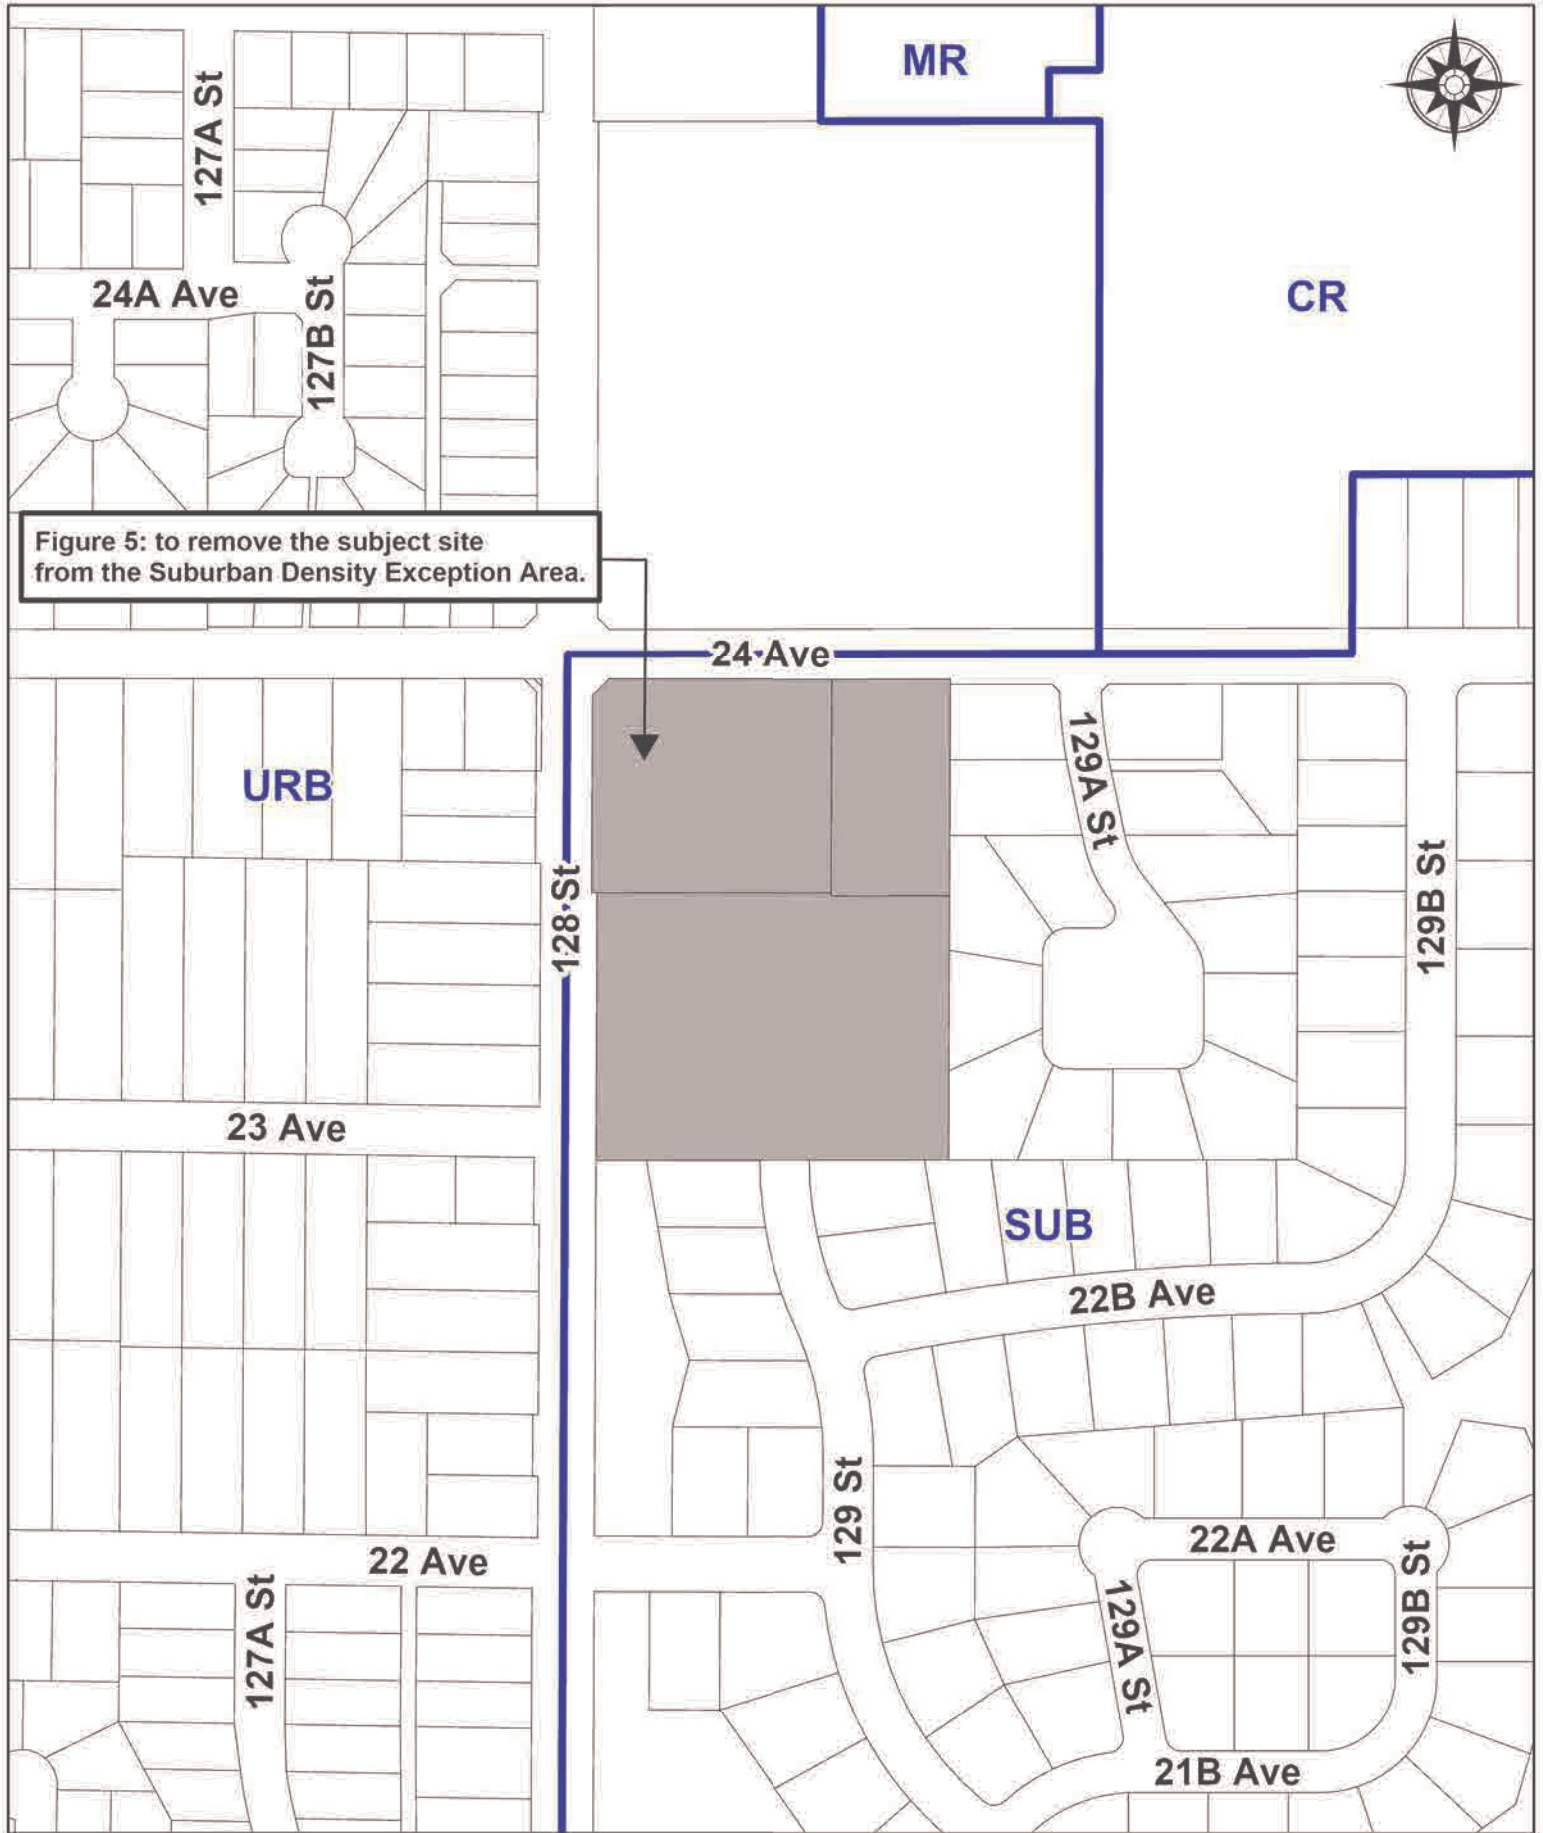 MR
127A St
CR
24A Ave
127B St
Figure 5: to remove the subject site
from the Suburban Density Exception Area.
24 Ave
129A St
URB
128 St
129B St
23 Ave
SUB
22B Ave
129 St
22A Ave
22 Ave
129B St
127A St
129A St
21B Ave